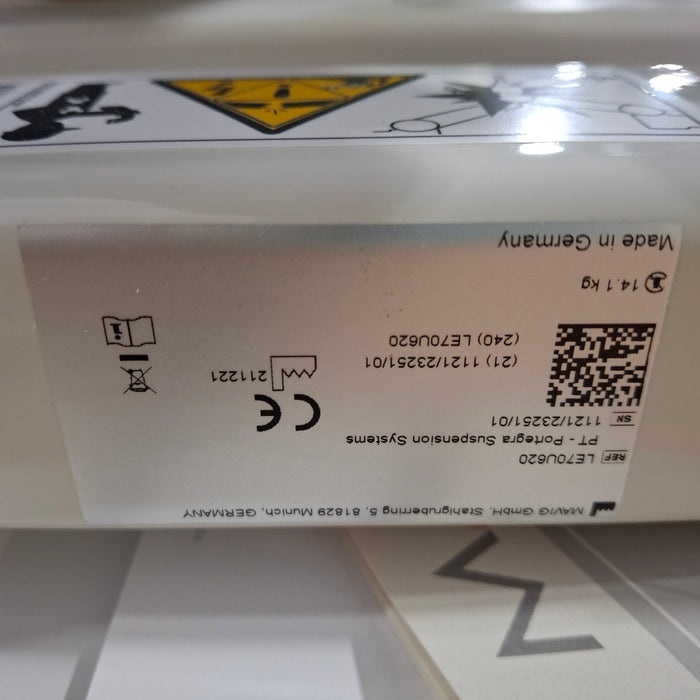 MAVIG GmbH, Stahlgruberring 5, 81829 Munich, GERMANY
REF LE70U620
PT - Portegra Suspension Systems
SN 1121/23251/01
(21) 1121/23251/01
(240) LE70U620
211221
CE
14.1 kg
Made in Germany